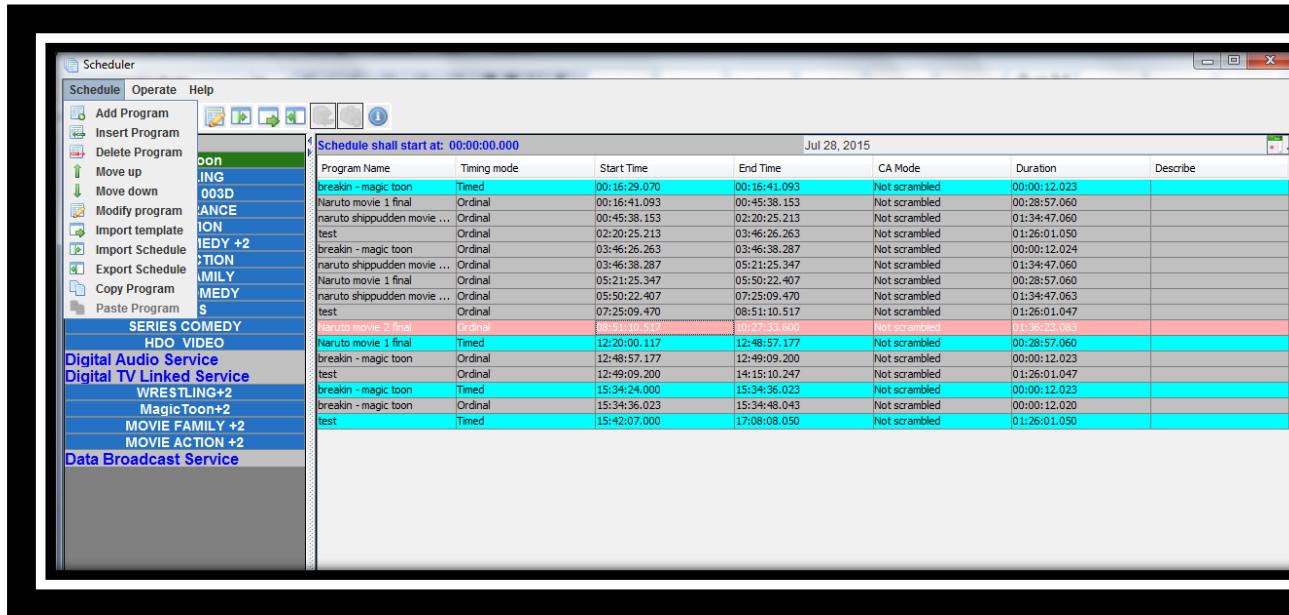 Scheduler
Schedule Operate Help
Add Program
Insert Program
Delete Program
Move up
Move down
Modify program
Import template
Import Schedule
Export Schedule
Copy Program
Paste Program
oon
LING
003D
ANCE
ION
MEDY +2
CTION
AMILY
OMEDY
S
SERIES COMEDY
HDO VIDEO
Digital Audio Service
Digital TV Linked Service
WRESTLING+2
MagicToon+2
MOVIE FAMILY +2
MOVIE ACTION +2
Data Broadcast Service
Schedule shall start at: 00:00:00.000 Jul 28, 2015
Program Name Timing mode Start Time End Time CA Mode Duration Describe
breakin - magic toon Timed 00:16:29.070 00:16:41.093 Not scrambled 00:00:12.023
Naruto movie 1 final Ordinal 00:16:41.093 00:45:38.153 Not scrambled 00:28:57.060
naruto shippudden movie ... Ordinal 00:45:38.153 02:20:25.213 Not scrambled 01:34:47.060
test Ordinal 02:20:25.213 03:46:26.263 Not scrambled 01:26:01.050
breakin - magic toon Ordinal 03:46:26.263 03:46:38.287 Not scrambled 00:00:12.024
naruto shippudden movie ... Ordinal 03:46:38.287 05:21:25.347 Not scrambled 01:34:47.060
Naruto movie 1 final Ordinal 05:21:25.347 05:50:22.407 Not scrambled 00:28:57.060
naruto shippudden movie ... Ordinal 05:50:22.407 07:25:09.470 Not scrambled 01:34:47.063
test Ordinal 07:25:09.470 08:51:10.517 Not scrambled 01:26:01.047
Naruto movie 2 final Ordinal 08:51:10.517 10:27:33.600 Not scrambled 01:36:23.083
Naruto movie 1 final Timed 12:20:00.117 12:48:57.177 Not scrambled 00:28:57.060
breakin - magic toon Ordinal 12:48:57.177 12:49:09.200 Not scrambled 00:00:12.023
test Ordinal 12:49:09.200 14:15:10.247 Not scrambled 01:26:01.047
breakin - magic toon Timed 15:34:24.000 15:34:36.023 Not scrambled 00:00:12.023
breakin - magic toon Ordinal 15:34:36.023 15:34:48.043 Not scrambled 00:00:12.020
test Timed 15:42:07.000 17:08:08.050 Not scrambled 01:26:01.050